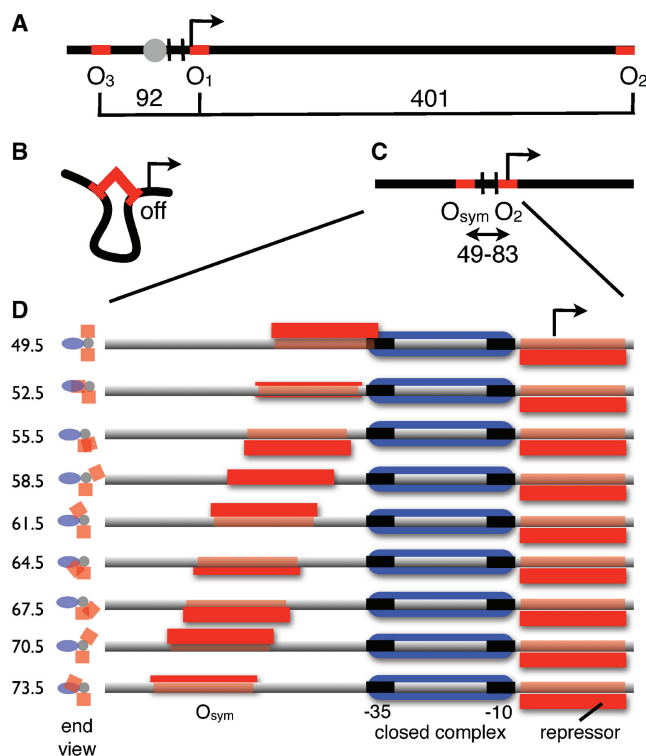 A
O3 O1 O2
92 401
B
off
C
Osym O2
49-83
D
49.5
52.5
55.5
58.5
61.5
64.5
67.5
70.5
73.5
end view
Osym
-35 -10
closed complex
repressor